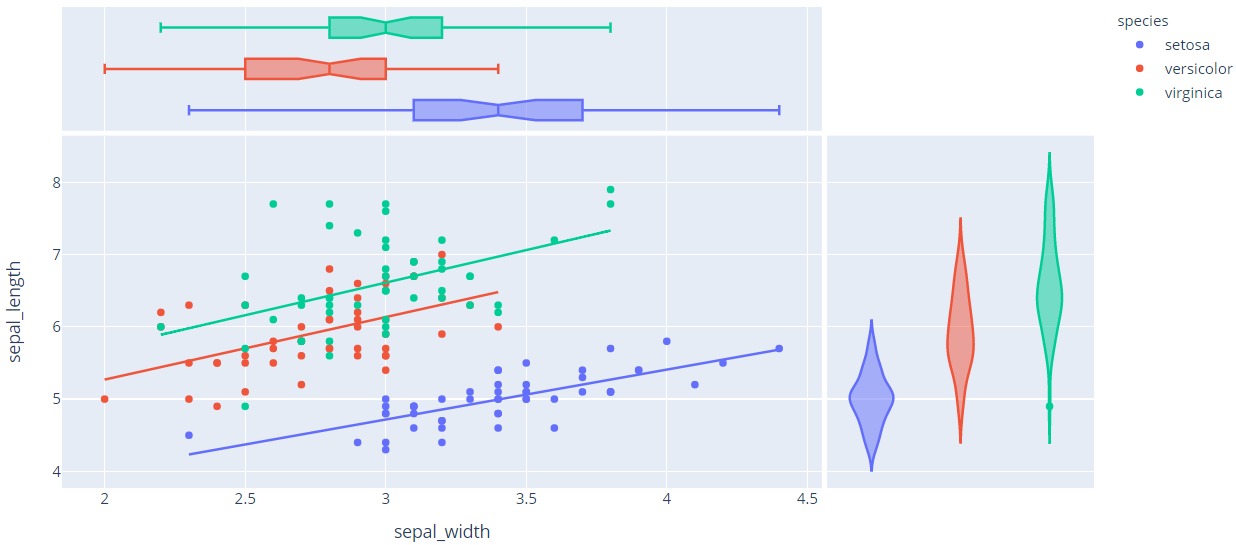 species
setosa
versicolor
virginica
sepal_length
8
7
6
5
4
2
2.5
3
3.5
4
4.5
sepal_width